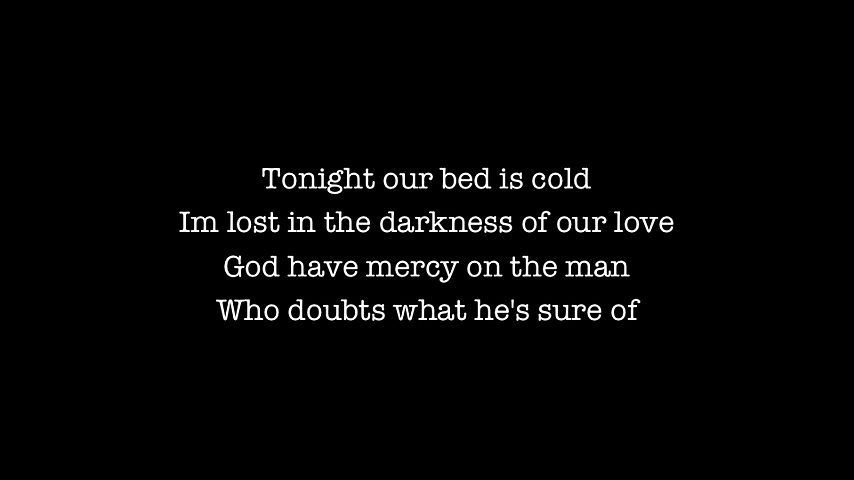 Tonight our bed is cold
Im lost in the darkness of our love
God have mercy on the man
Who doubts what he's sure of